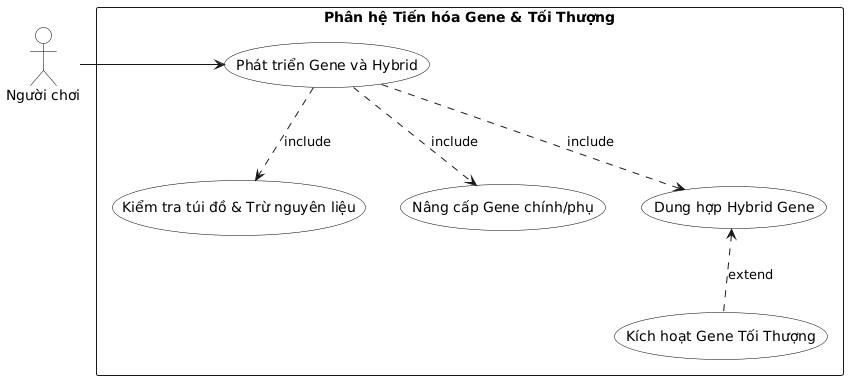 Phân hệ Tiến hóa Gene & Tối Thượng
Người chơi
Phát triển Gene và Hybrid
include
include
include
Kiểm tra túi đồ & Trừ nguyên liệu
Nâng cấp Gene chính/phụ
Dung hợp Hybrid Gene
extend
Kích hoạt Gene Tối Thượng